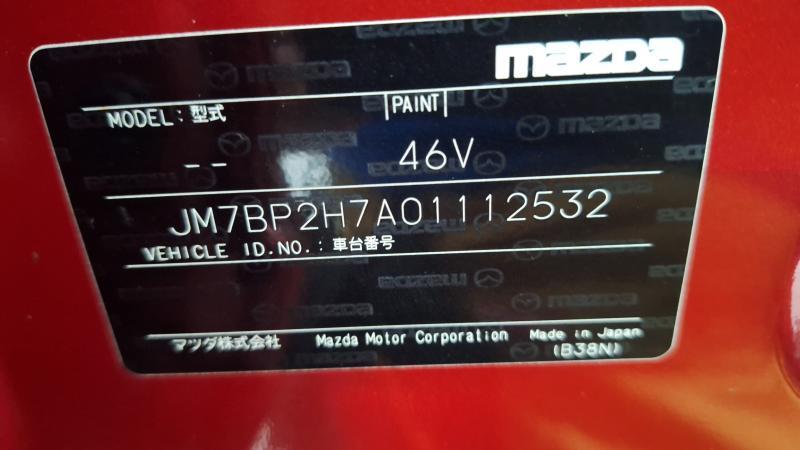 mazda
MODEL: 型式
PAINT
-- 46V
JM7BP2H7A01112532
VEHICLE ID.NO.: 車台番号
マツダ株式会社 Mazda Motor Corporation Made in Japan
(B38N)